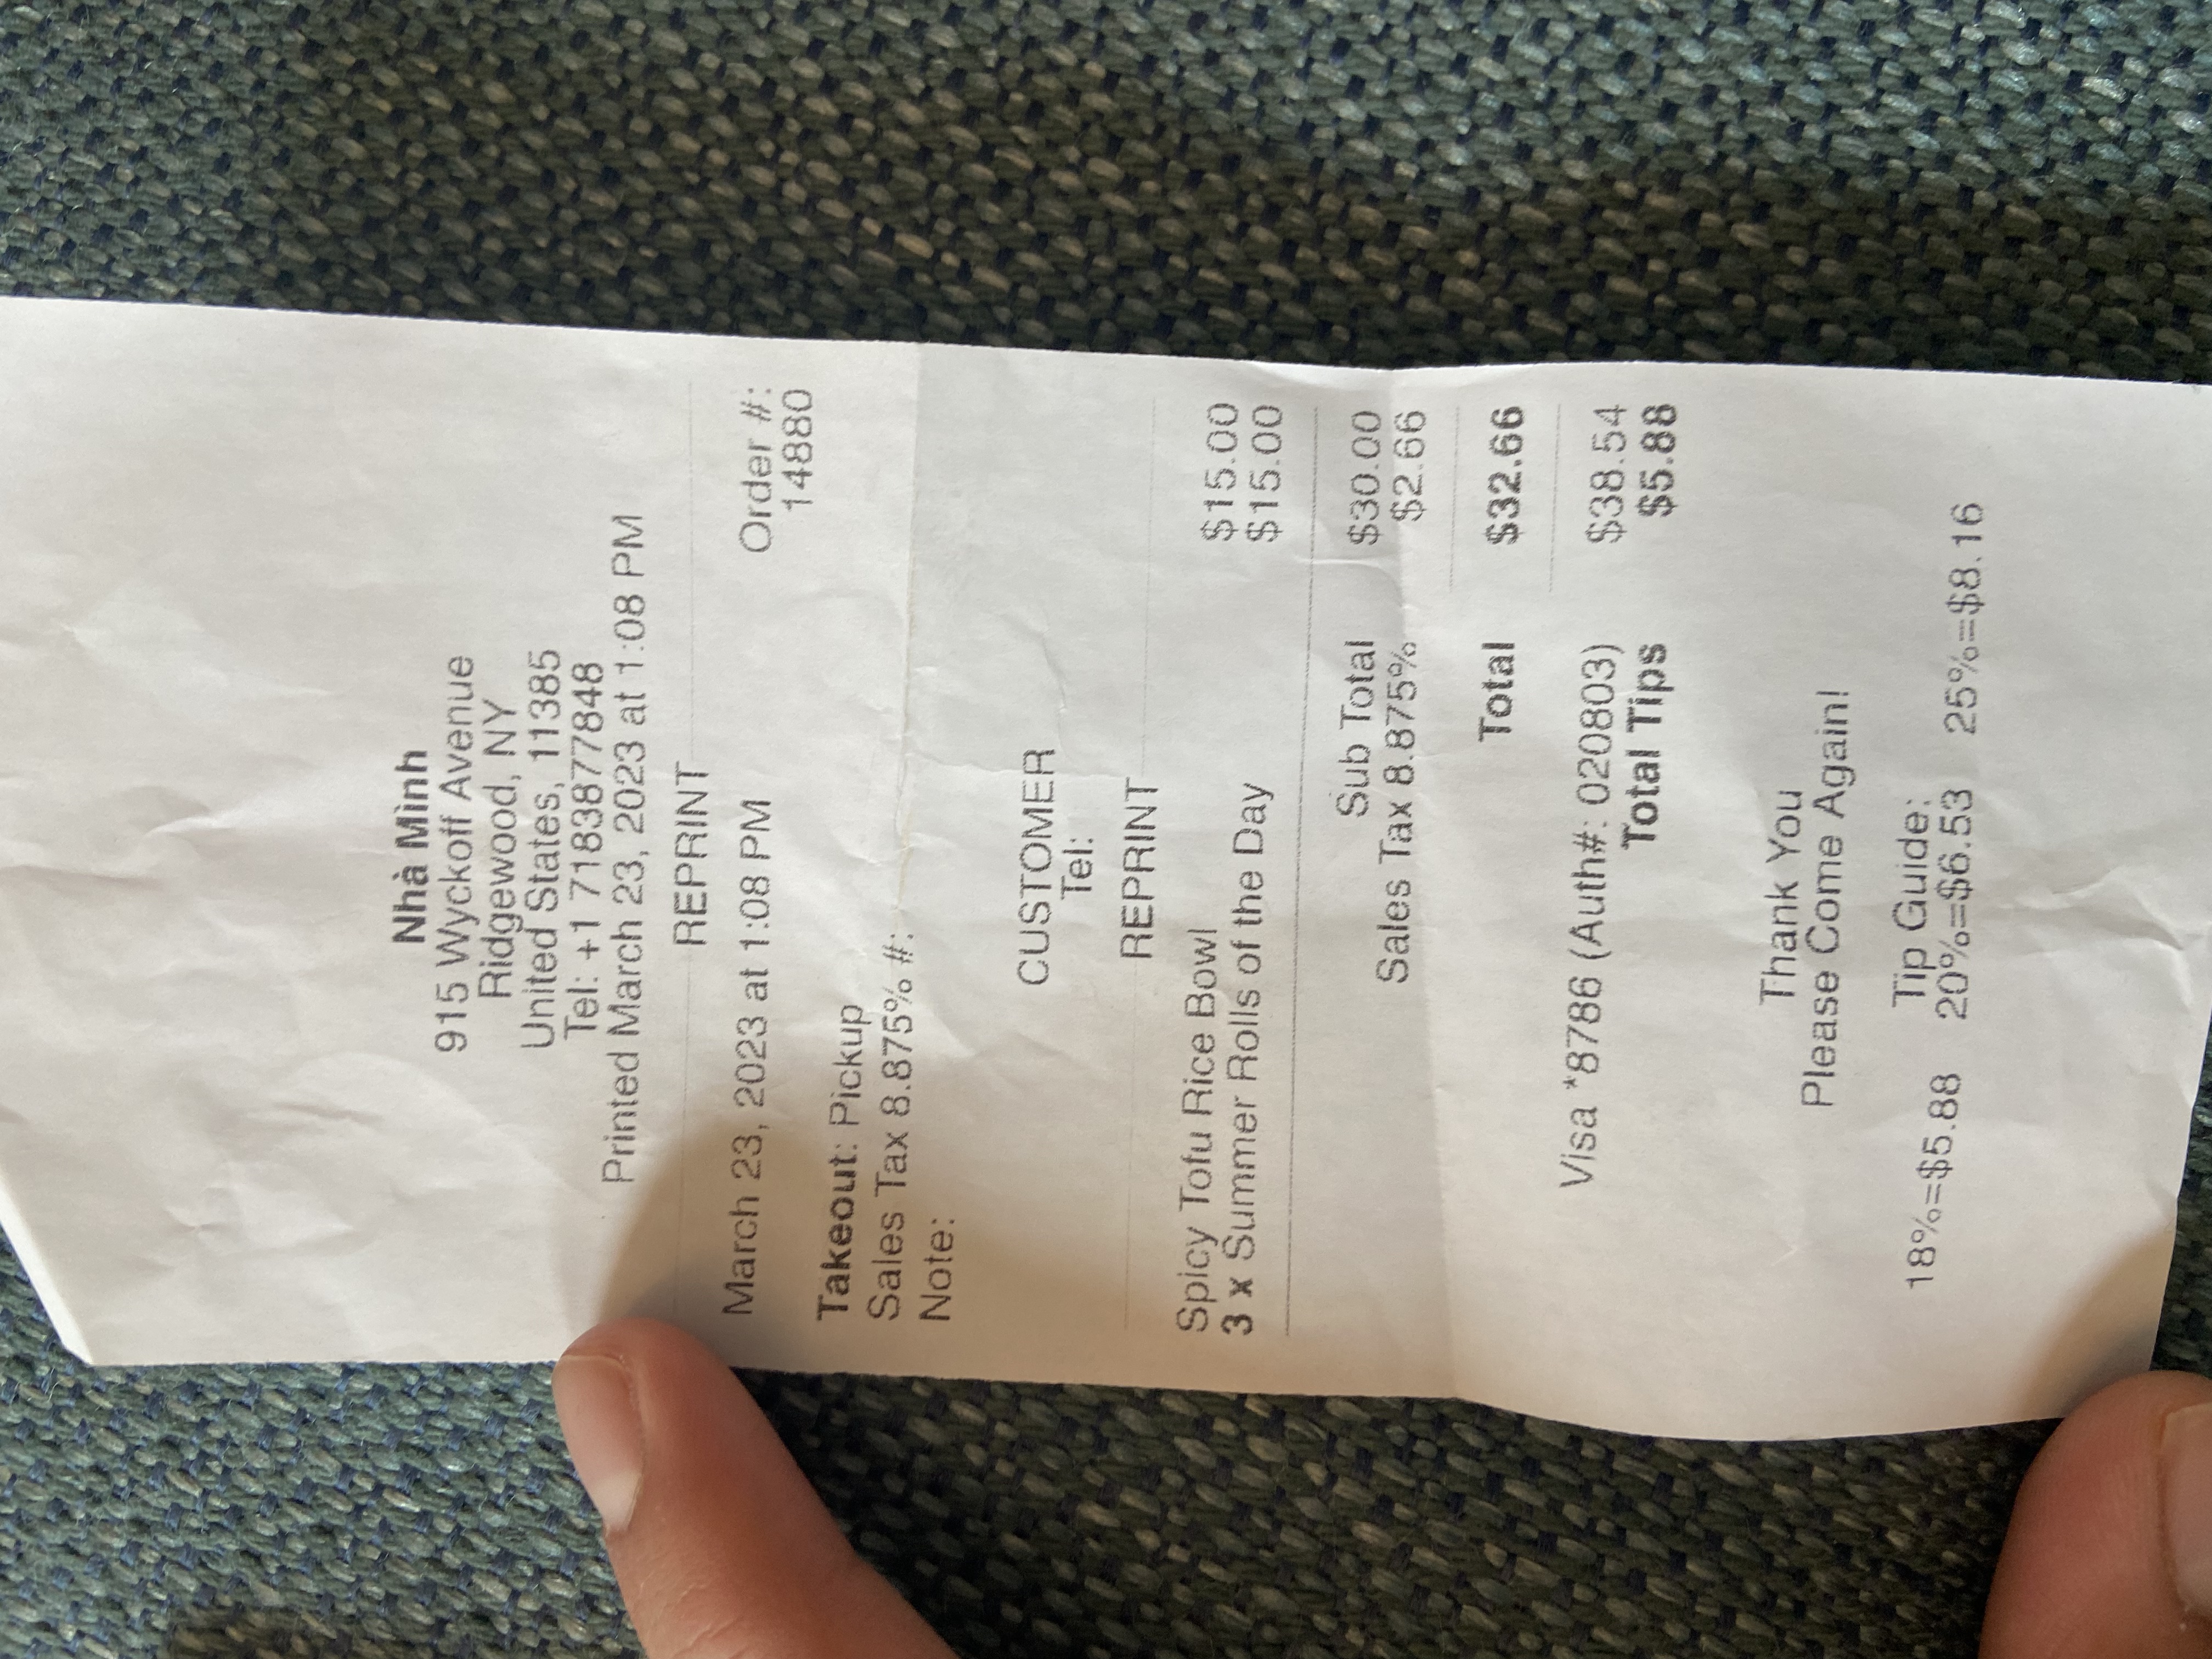 Nhà Mình
915 Wyckoff Avenue
Ridgewood, NY
United States, 11385
Tel: +1 7183877848
Printed March 23, 2023 at 1:08 PM
REPRINT
March 23, 2023 at 1:08 PM Order #:
14880
Takeout: Pickup
Sales Tax 8.875% #:
Note:
CUSTOMER
Tel:
REPRINT
Spicy Tofu Rice Bowl $15.00
3 x Summer Rolls of the Day $15.00
Sub Total $30.00
Sales Tax 8.875% $2.66
Total $32.66
Visa *8786 (Auth#: 020803) $38.54
Total Tips $5.88
Thank You
Please Come Again!
Tip Guide:
18%=$5.88 20%=$6.53 25%=$8.16